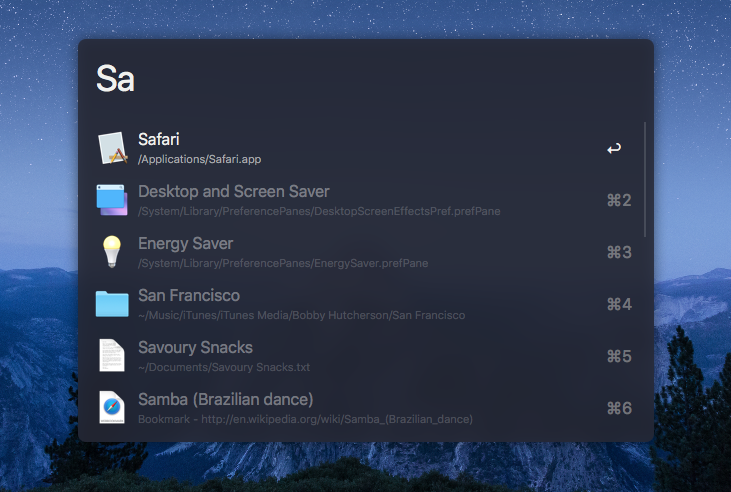 Sa
Safari
/Applications/Safari.app
↩
Desktop and Screen Saver
/System/Library/PreferencePanes/DesktopScreenEffectsPref.prefPane
⌘2
Energy Saver
/System/Library/PreferencePanes/EnergySaver.prefPane
⌘3
San Francisco
~/Music/iTunes/iTunes Media/Bobby Hutcherson/San Francisco
⌘4
Savoury Snacks
~/Documents/Savoury Snacks.txt
⌘5
Samba (Brazilian dance)
Bookmark - http://en.wikipedia.org/wiki/Samba_(Brazilian_dance)
⌘6